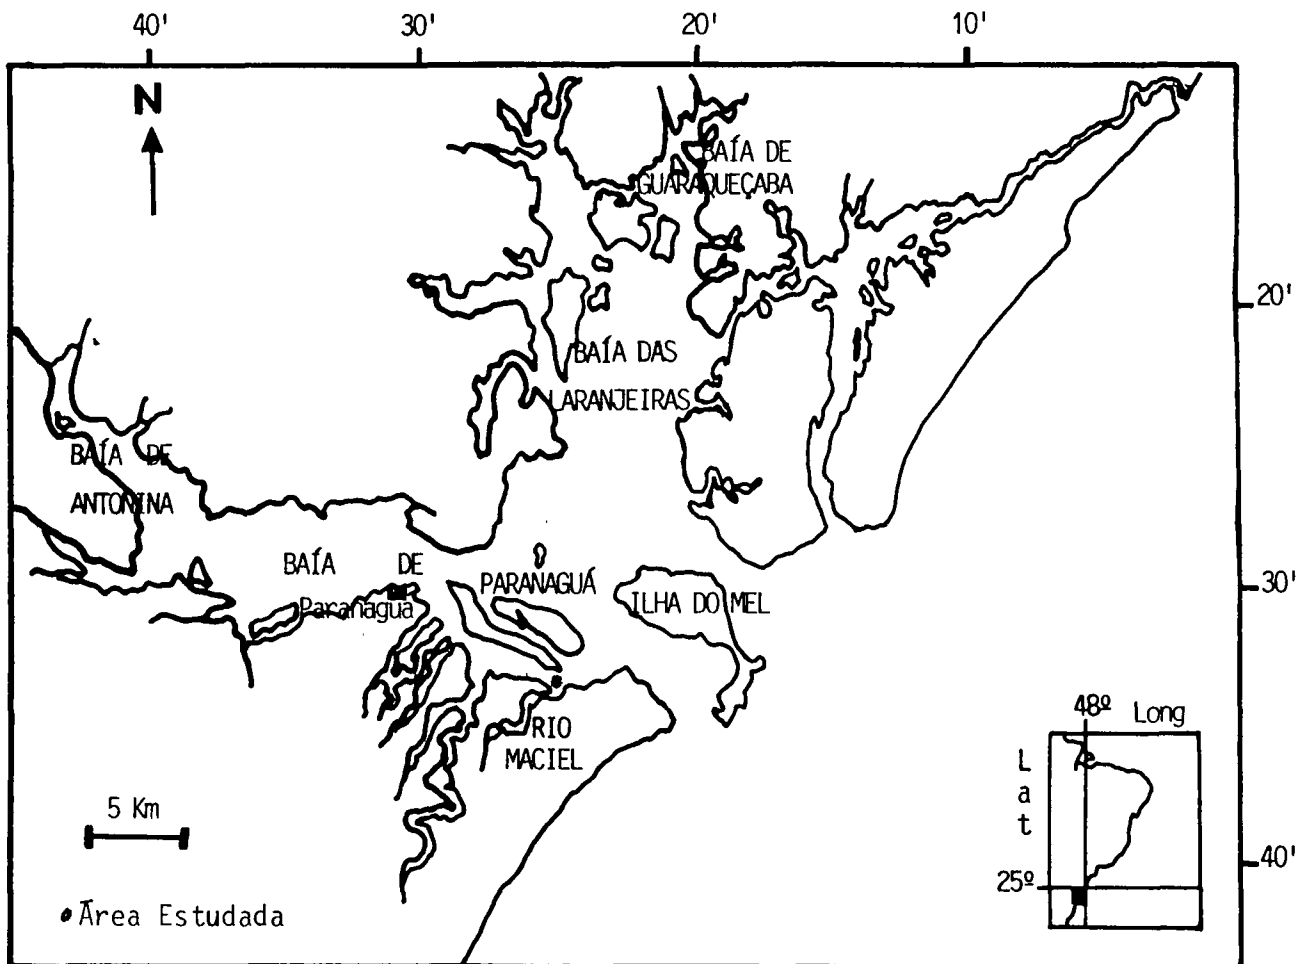 40' 30' 20' 10'
N
BAÍA DE
GUARAQUEÇABA
20'
BAÍA DAS
LARANJEIRAS
BAÍA DE
ANTONINA
BAÍA DE
PARANAGUÁ
Paranaguá
ILHA DO MEL
30'
RIO
MACIEL
48º Long
Lat
25º
40'
5 Km
Área Estudada